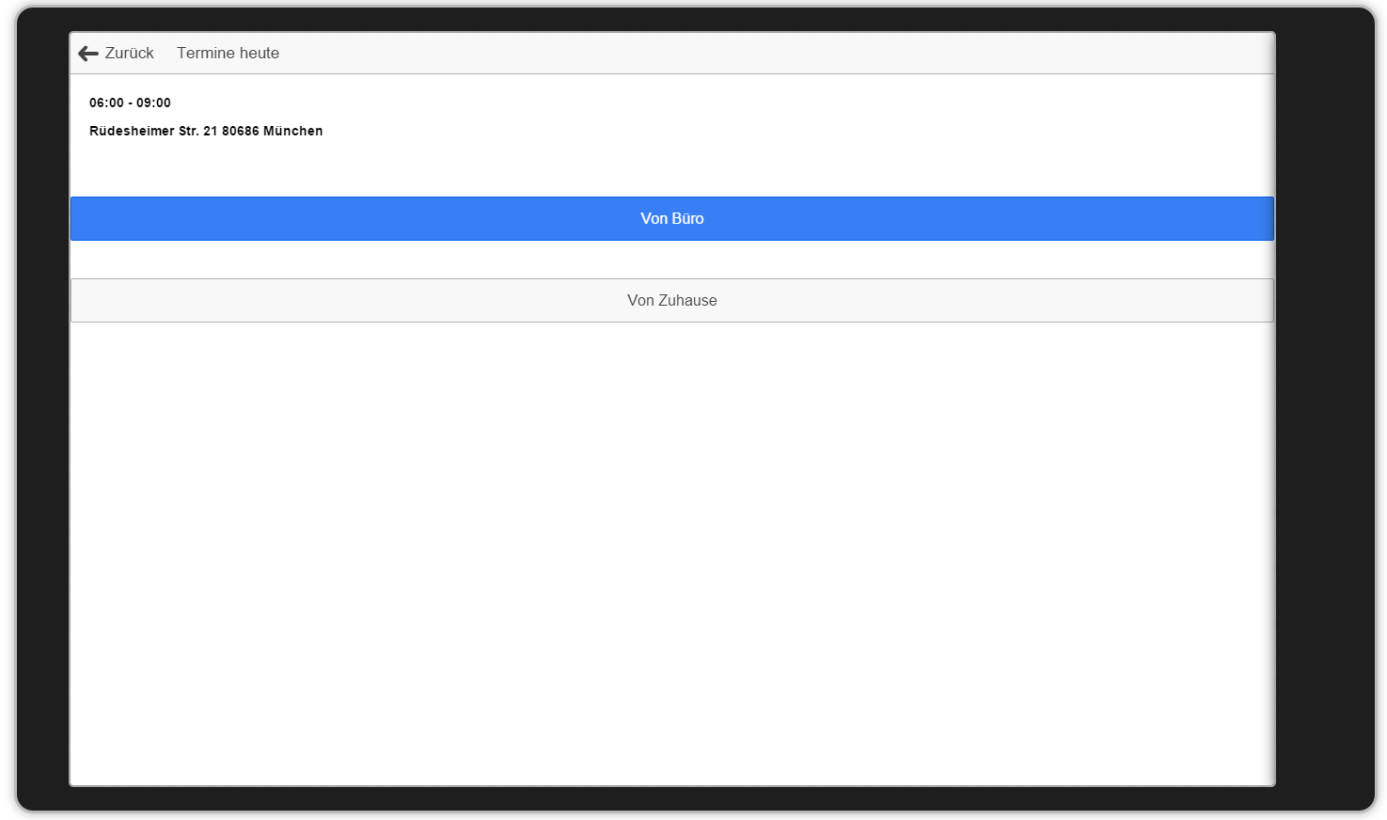 Zurück Termine heute
06:00 - 09:00
Rüdesheimer Str. 21 80686 München
Von Büro
Von Zuhause